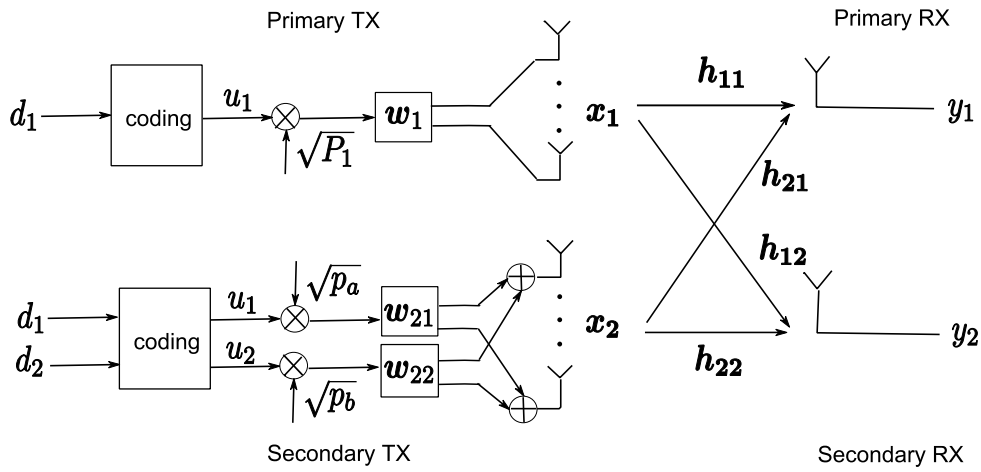 Primary TX
Primary RX
d₁ coding u₁ √P₁ w₁ x₁ h₁₁ y₁
h₂₁
h₁₂
d₁ u₁ √pₐ w₂₁ x₂
d₂ coding u₂ √p_b w₂₂ h₂₂ y₂
Secondary TX
Secondary RX